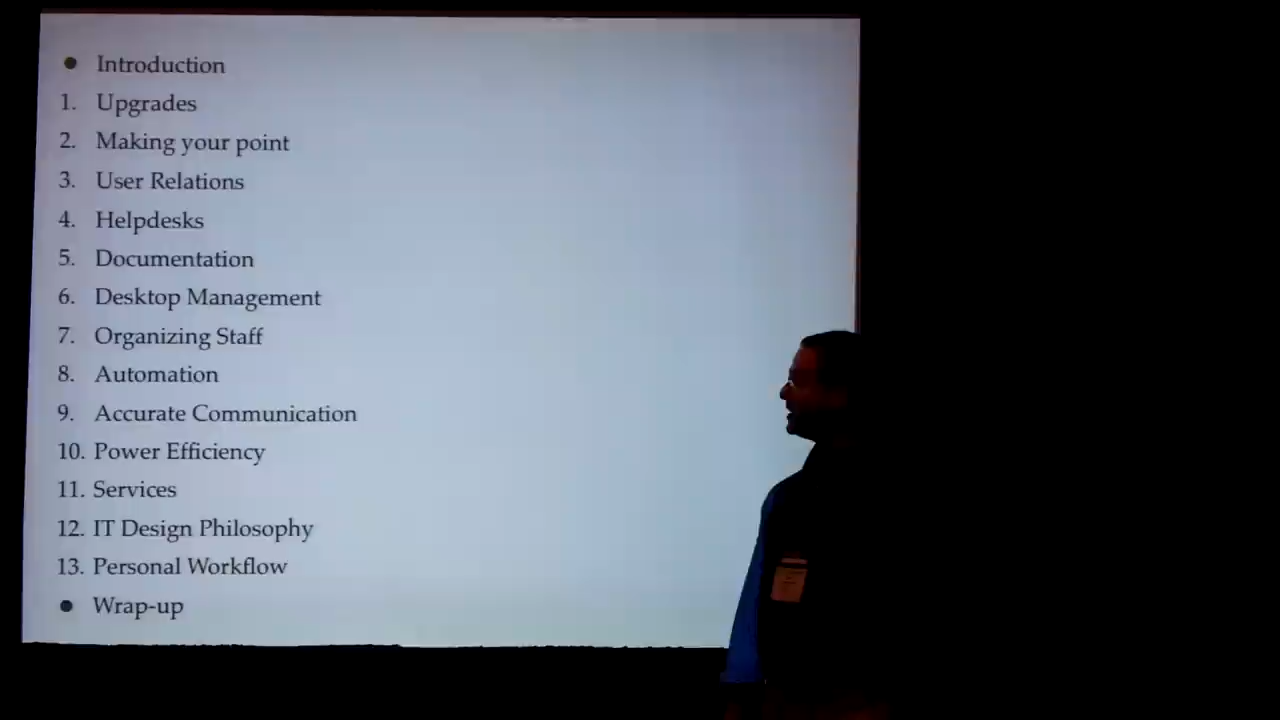 ● Introduction
1. Upgrades
2. Making your point
3. User Relations
4. Helpdesks
5. Documentation
6. Desktop Management
7. Organizing Staff
8. Automation
9. Accurate Communication
10. Power Efficiency
11. Services
12. IT Design Philosophy
13. Personal Workflow
● Wrap-up